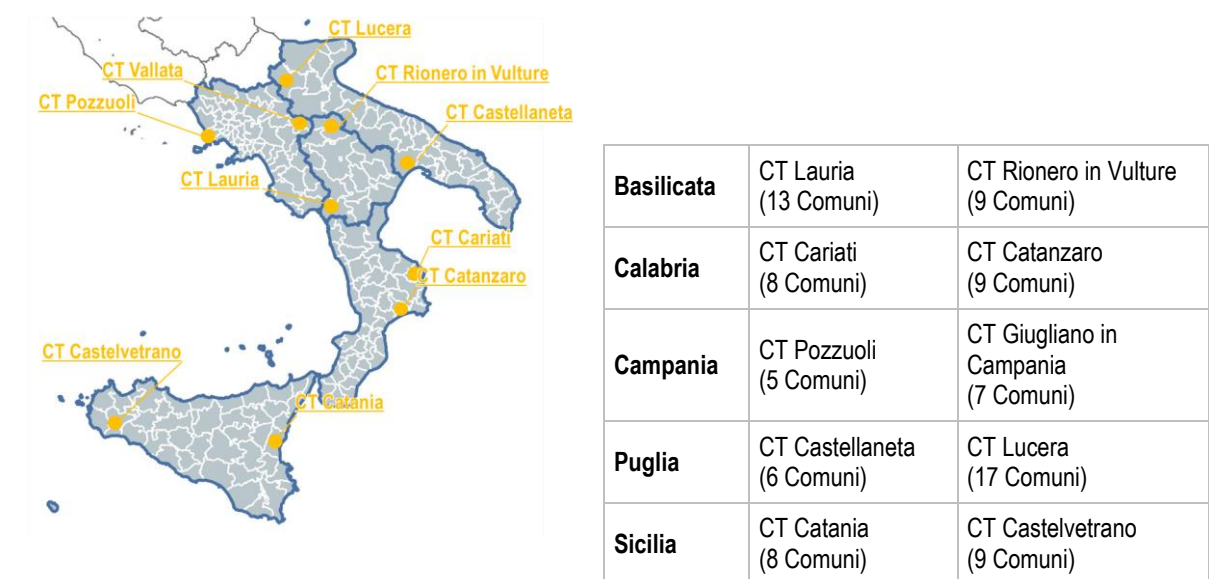 CT Lucera
CT Vallata
CT Rionero in Vulture
CT Pozzuoli
CT Castellaneta
CT Lauria
CT Cariati
CT Catanzaro
CT Castelvetrano
CT Catania
Basilicata
CT Lauria
(13 Comuni)
CT Rionero in Vulture
(9 Comuni)
Calabria
CT Cariati
(8 Comuni)
CT Catanzaro
(9 Comuni)
Campania
CT Pozzuoli
(5 Comuni)
CT Giugliano in
Campania
(7 Comuni)
Puglia
CT Castellaneta
(6 Comuni)
CT Lucera
(17 Comuni)
Sicilia
CT Catania
(8 Comuni)
CT Castelvetrano
(9 Comuni)